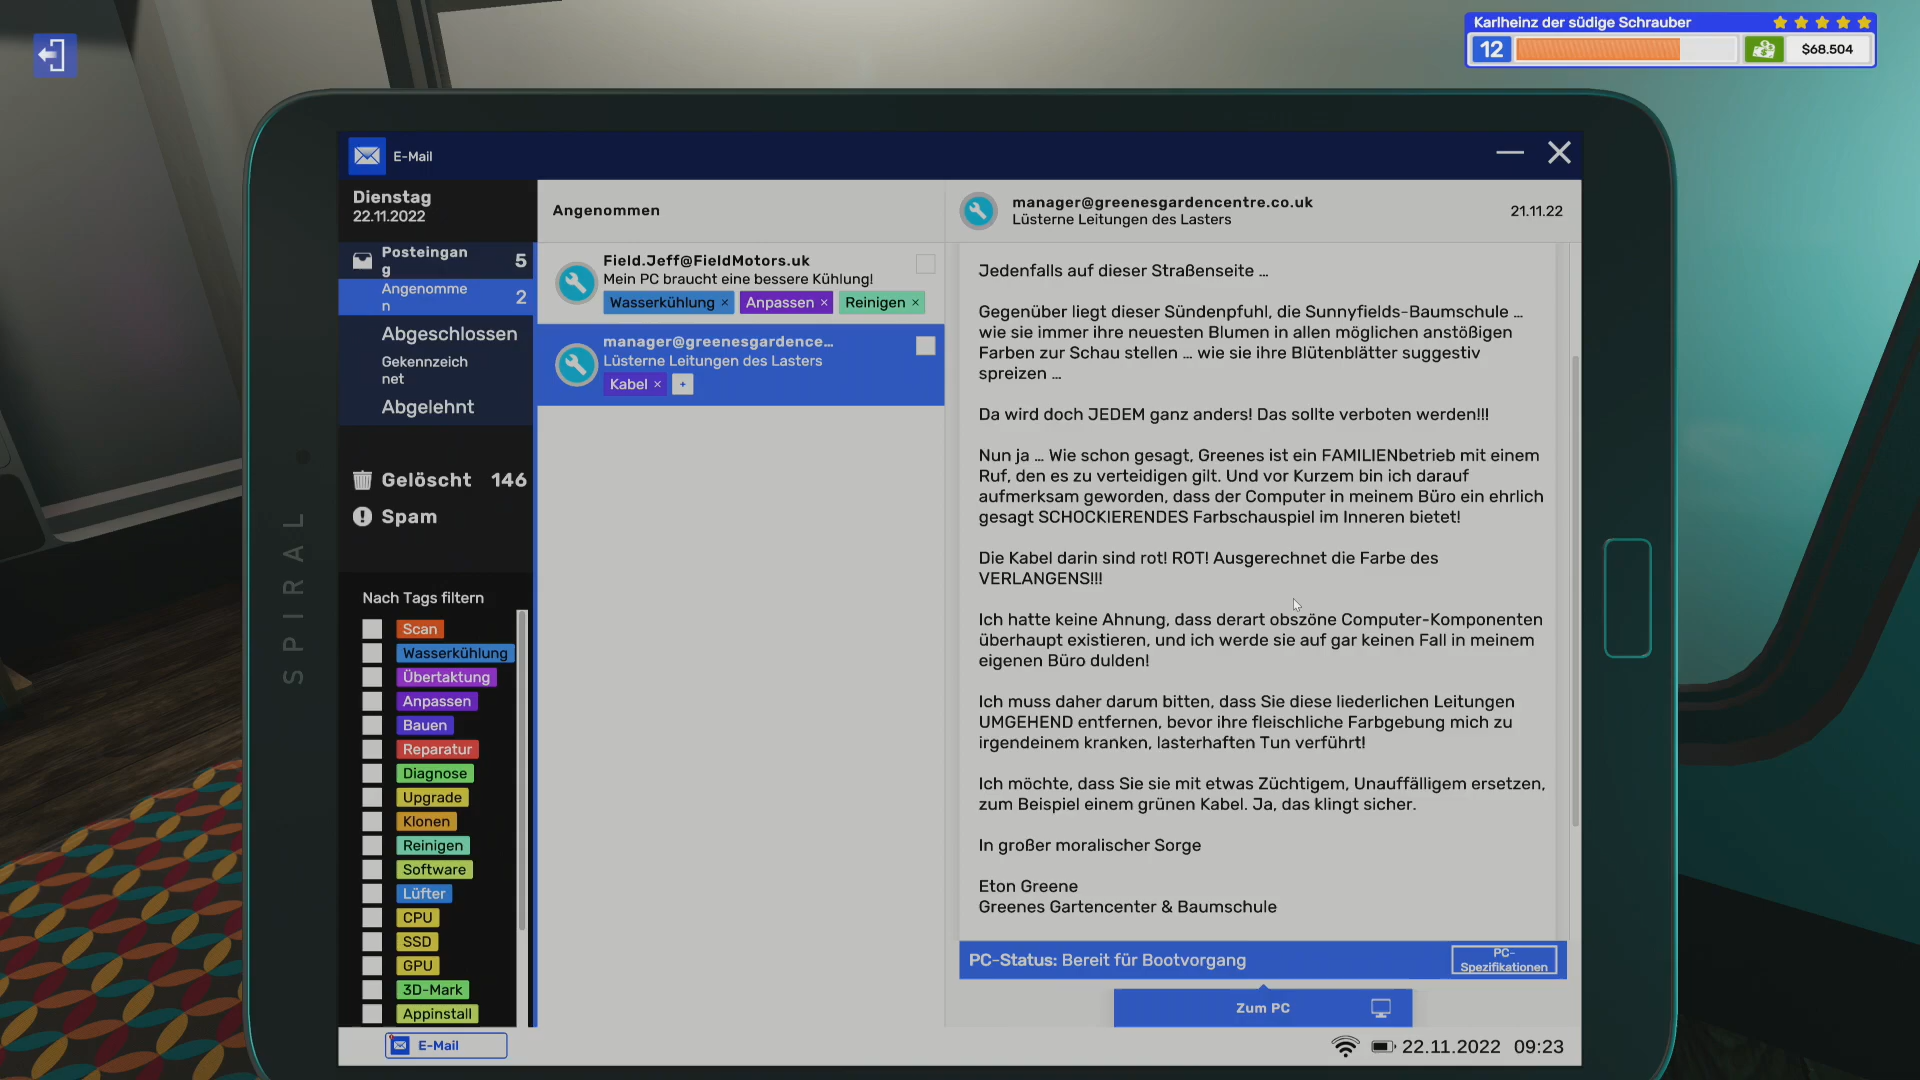 Karlheinz der südige Schrauber
12
$68.504
SPIRAL
E-Mail
Dienstag
22.11.2022
Posteingan
g
5
Angenomme
n
2
Abgeschlossen
Gekennzeich
net
Abgelehnt
Gelöscht 146
Spam
Nach Tags filtern
Scan
Wasserkühlung
Übertaktung
Anpassen
Bauen
Reparatur
Diagnose
Upgrade
Klonen
Reinigen
Software
Lüfter
CPU
SSD
GPU
3D-Mark
Appinstall
Angenommen
Field.Jeff@FieldMotors.uk
Mein PC braucht eine bessere Kühlung!
Wasserkühlung × Anpassen × Reinigen ×
manager@greenesgardence...
Lüsterne Leitungen des Lasters
Kabel × +
manager@greenesgardencentre.co.uk
Lüsterne Leitungen des Lasters
21.11.22
Jedenfalls auf dieser Straßenseite ...
Gegenüber liegt dieser Sündenpfuhl, die Sunnyfields-Baumschule ...
wie sie immer ihre neuesten Blumen in allen möglichen anstößigen
Farben zur Schau stellen ... wie sie ihre Blütenblätter suggestiv
spreizen ...
Da wird doch JEDEM ganz anders! Das sollte verboten werden!!!
Nun ja ... Wie schon gesagt, Greenes ist ein FAMILIENbetrieb mit einem
Ruf, den es zu verteidigen gilt. Und vor Kurzem bin ich darauf
aufmerksam geworden, dass der Computer in meinem Büro ein ehrlich
gesagt SCHOCKIERENDES Farbschauspiel im Inneren bietet!
Die Kabel darin sind rot! ROT! Ausgerechnet die Farbe des
VERLANGENS!!!
Ich hatte keine Ahnung, dass derart obszöne Computer-Komponenten
überhaupt existieren, und ich werde sie auf gar keinen Fall in meinem
eigenen Büro dulden!
Ich muss daher darum bitten, dass Sie diese liederlichen Leitungen
UMGEHEND entfernen, bevor ihre fleischliche Farbgebung mich zu
irgendeinem kranken, lasterhaften Tun verführt!
Ich möchte, dass Sie sie mit etwas Züchtigem, Unauffälligem ersetzen,
zum Beispiel einem grünen Kabel. Ja, das klingt sicher.
In großer moralischer Sorge
Eton Greene
Greenes Gartencenter & Baumschule
PC-Status: Bereit für Bootvorgang
PC-
Spezifikationen
Zum PC
E-Mail
22.11.2022 09:23